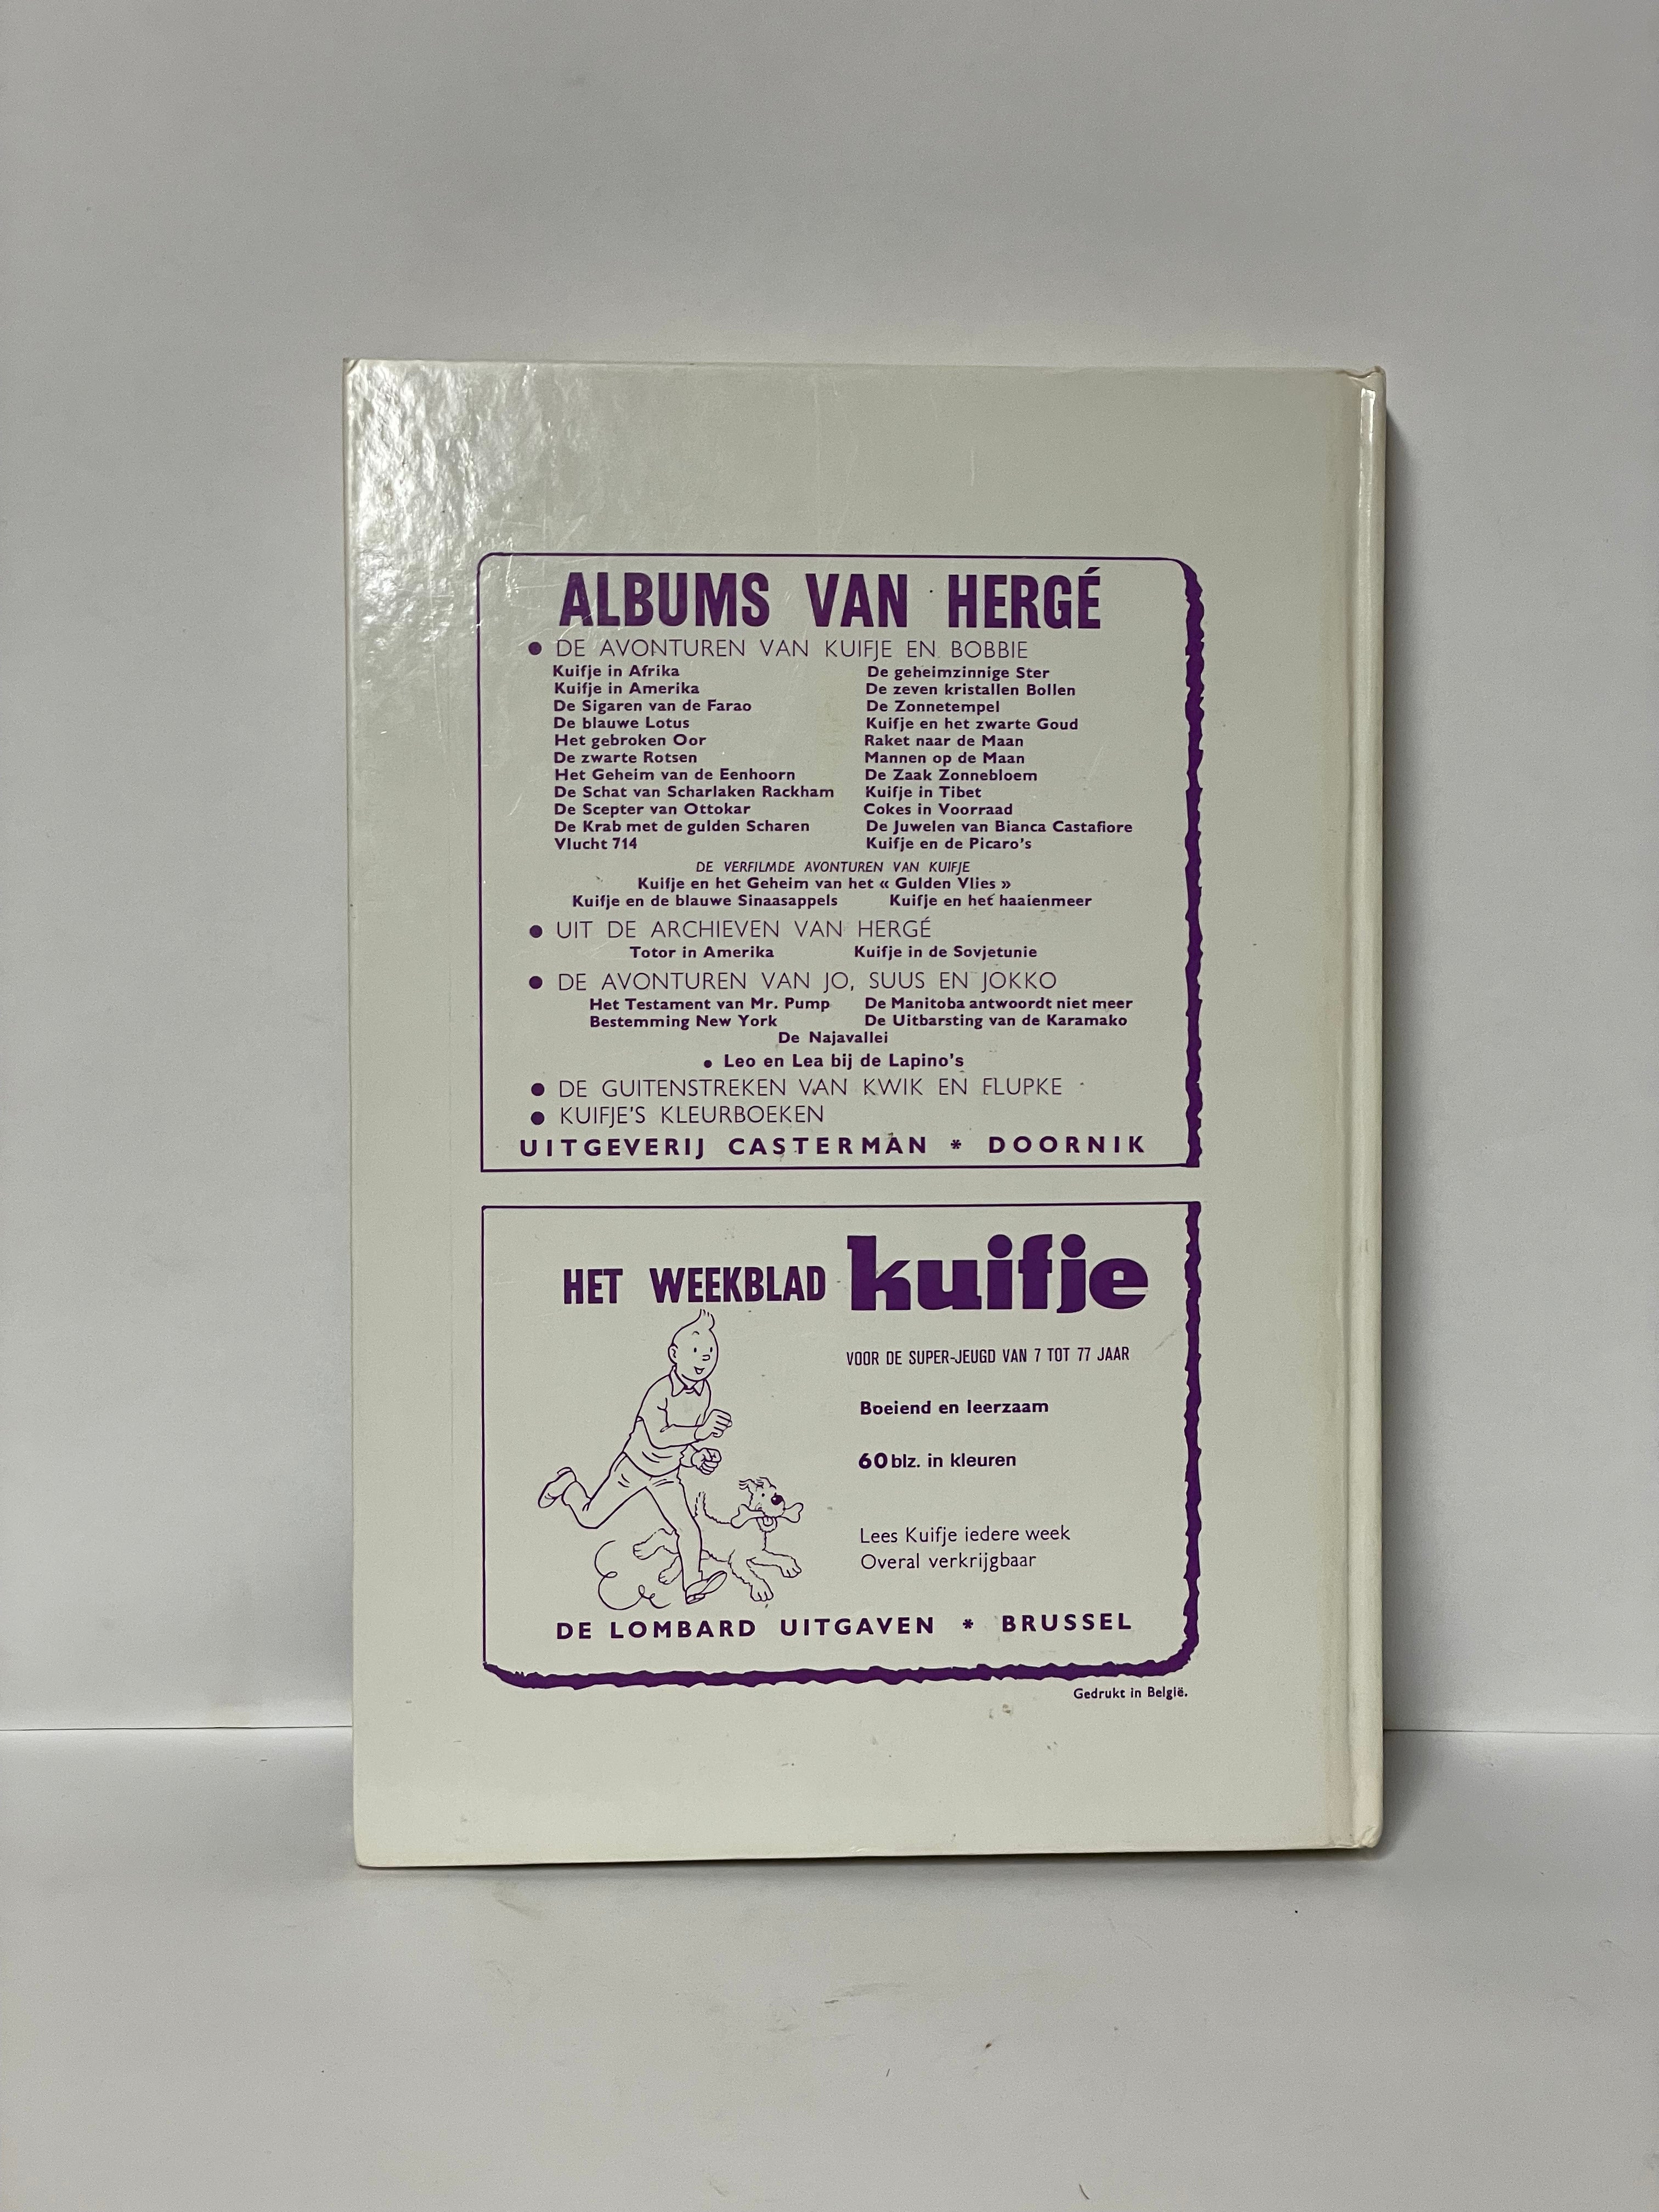 ALBUMS VAN HERGÉ
● DE AVONTUREN VAN KUIFJE EN BOBBIE
Kuifje in Afrika
Kuifje in Amerika
De Sigaren van de Farao
De blauwe Lotus
Het gebroken Oor
De zwarte Rotsen
Het Geheim van de Eenhoorn
De Schat van Scharlaken Rackham
De Scepter van Ottokar
De Krab met de gulden Scharen
Vlucht 714
De geheimzinnige Ster
De zeven kristallen Bollen
De Zonnetempel
Kuifje en het zwarte Goud
Raket naar de Maan
Mannen op de Maan
De Zaak Zonnebloem
Kuifje in Tibet
Cokes in Voorraad
De Juwelen van Bianca Castafiore
Kuifje en de Picaro's
DE VERFILMDE AVONTUREN VAN KUIFJE
Kuifje en het Geheim van het « Gulden Vlies »
Kuifje en de blauwe Sinaasappels Kuifje en het haaienmeer
● UIT DE ARCHIEVEN VAN HERGÉ
Totor in Amerika Kuifje in de Sovjetunie
● DE AVONTUREN VAN JO, SUUS EN JOKKO
Het Testament van Mr. Pump De Manitoba antwoordt niet meer
Bestemming New York De Uitbarsting van de Karamako
De Najavallei
● Leo en Lea bij de Lapino's
● DE GUITENSTREKEN VAN KWIK EN FLUPKE
● KUIFJE'S KLEURBOEKEN
UITGEVERIJ CASTERMAN * DOORNIK
HET WEEKBLAD kuifje
VOOR DE SUPER-JEUGD VAN 7 TOT 77 JAAR
Boeiend en leerzaam
60 blz. in kleuren
Lees Kuifje iedere week
Overal verkrijgbaar
DE LOMBARD UITGAVEN * BRUSSEL
Gedrukt in België.